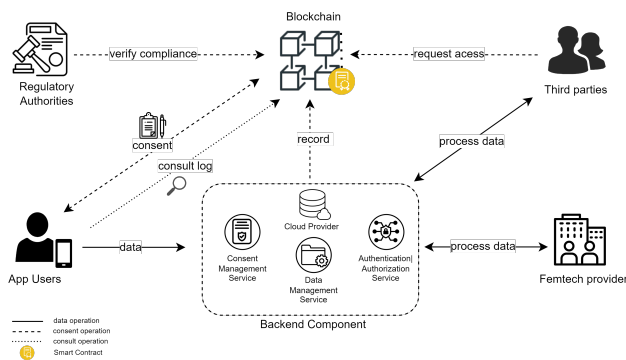 Blockchain
verify compliance
request acess
Regulatory
Authorities
Third parties
consent
record
process data
consult log
Cloud Provider
App Users
data
Consent
Management
Service
Data
Management
Service
Authentication|
Authorization
Service
process data
Femtech provider
Backend Component
data operation
consent operation
consult operation
Smart Contract